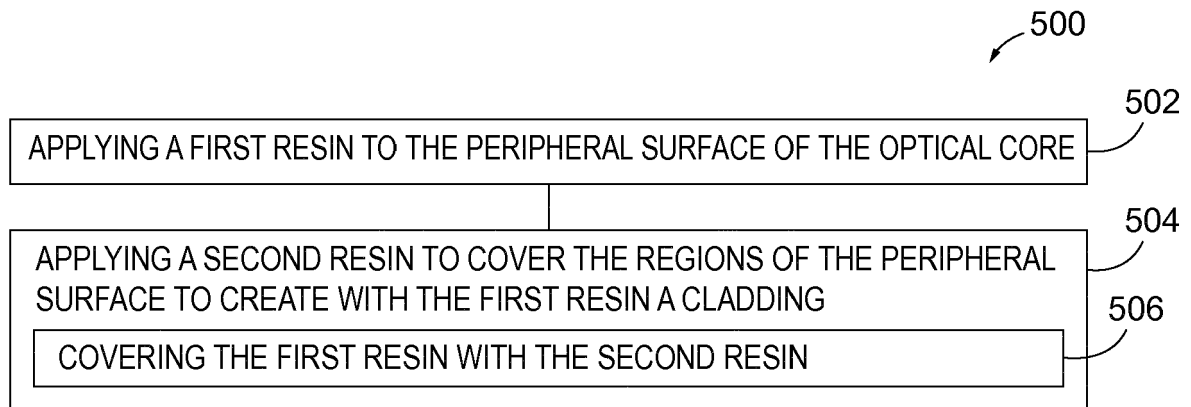 500
502
APPLYING A FIRST RESIN TO THE PERIPHERAL SURFACE OF THE OPTICAL CORE
504
APPLYING A SECOND RESIN TO COVER THE REGIONS OF THE PERIPHERAL
SURFACE TO CREATE WITH THE FIRST RESIN A CLADDING
506
COVERING THE FIRST RESIN WITH THE SECOND RESIN